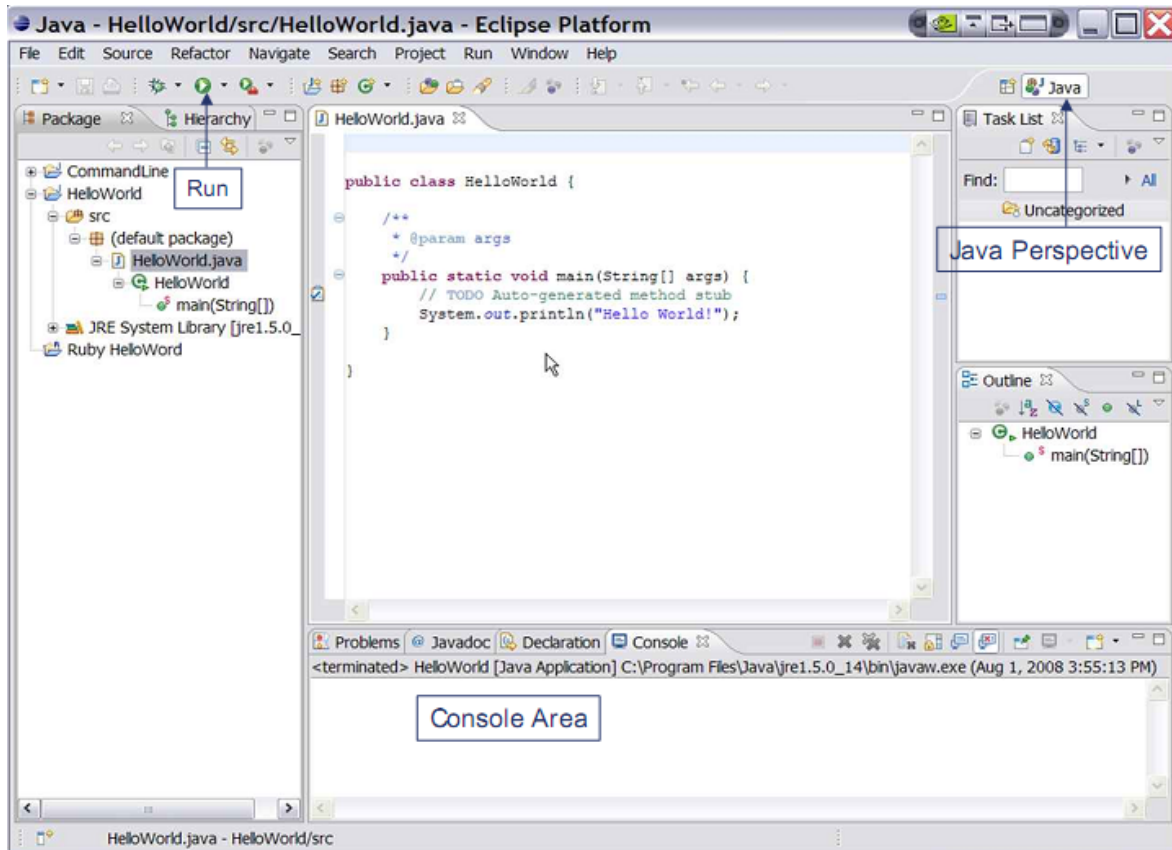 Java - HelloWorld/src/HelloWorld.java - Eclipse Platform
File Edit Source Refactor Navigate Search Project Run Window Help
Java
Package Hierarchy
CommandLine
Run
HelloWorld
src
(default package)
HelloWorld.java
HelloWorld
main(String[])
JRE System Library [jre1.5.0_
Ruby HelloWord
HelloWorld.java
public class HelloWorld {
/**
* @param args
*/
public static void main(String[] args) {
// TODO Auto-generated method stub
System.out.println("Hello World!");
}
}
Task List
Find: All
Uncategorized
Java Perspective
Outline
HelloWorld
main(String[])
Problems @ Javadoc Declaration Console
<terminated> HelloWorld [Java Application] C:\Program Files\Java\jre1.5.0_14\bin\javaw.exe (Aug 1, 2008 3:55:13 PM)
Console Area
HelloWorld.java - HelloWorld/src